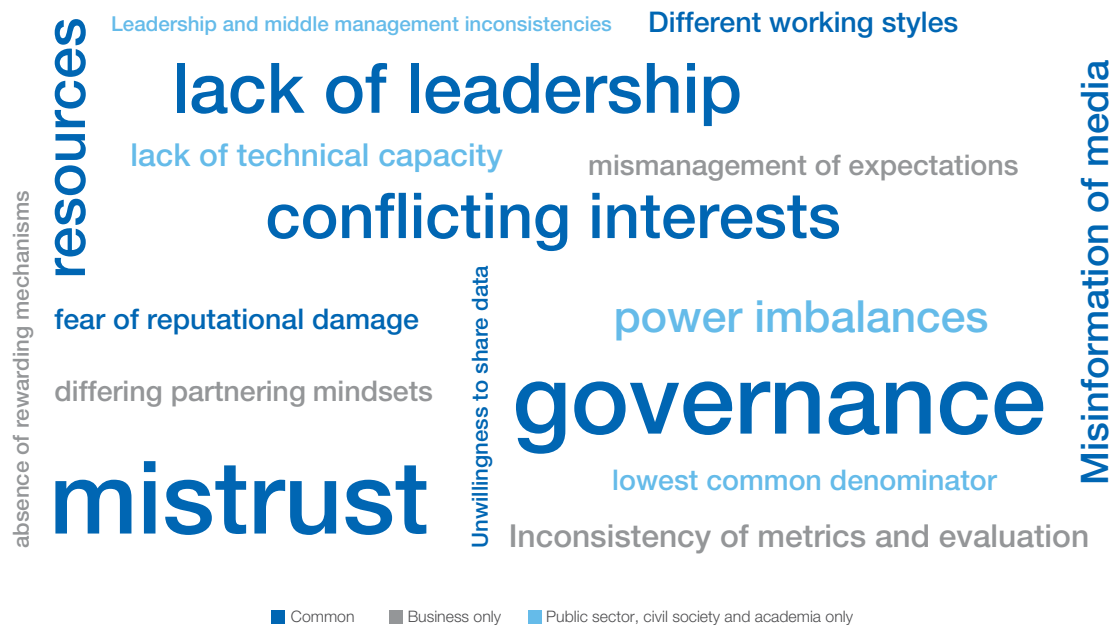 Leadership and middle management inconsistencies
Different working styles
resources
lack of leadership
Misinformation of media
lack of technical capacity
mismanagement of expectations
absence of rewarding mechanisms
conflicting interests
Unwillingness to share data
fear of reputational damage
power imbalances
differing partnering mindsets
governance
mistrust
lowest common denominator
Inconsistency of metrics and evaluation
Common
Business only
Public sector, civil society and academia only